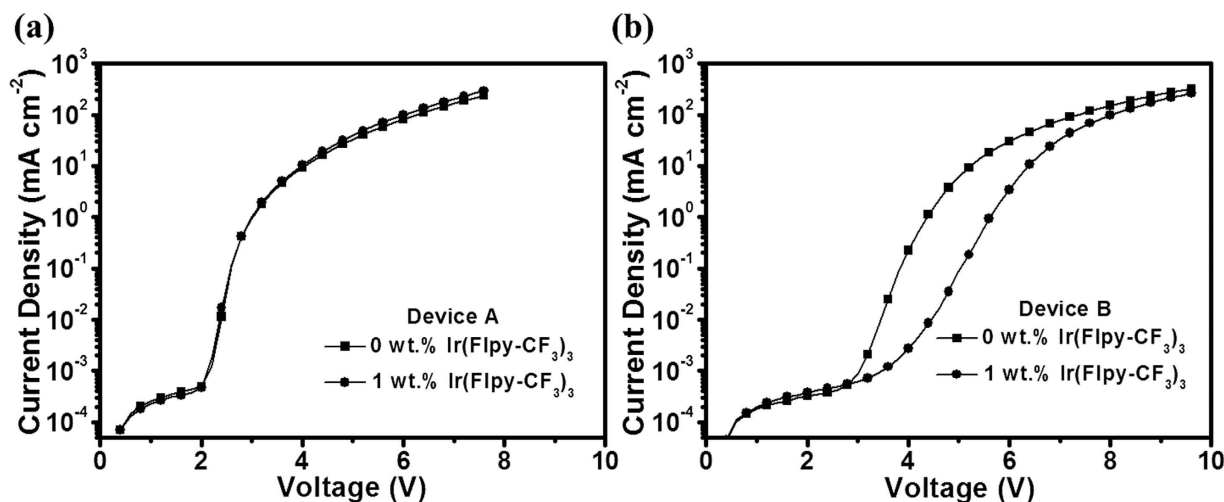 (a)
(b)
Current Density (mA cm⁻²)
10³
10²
10¹
10⁰
10⁻¹
10⁻²
10⁻³
10⁻⁴
Device A
0 wt.% Ir(Flpy-CF₃)₃
1 wt.% Ir(Flpy-CF₃)₃
0 2 4 6 8 10
Voltage (V)
Current Density (mA cm⁻²)
10³
10²
10¹
10⁰
10⁻¹
10⁻²
10⁻³
10⁻⁴
Device B
0 wt.% Ir(Flpy-CF₃)₃
1 wt.% Ir(Flpy-CF₃)₃
0 2 4 6 8 10
Voltage (V)